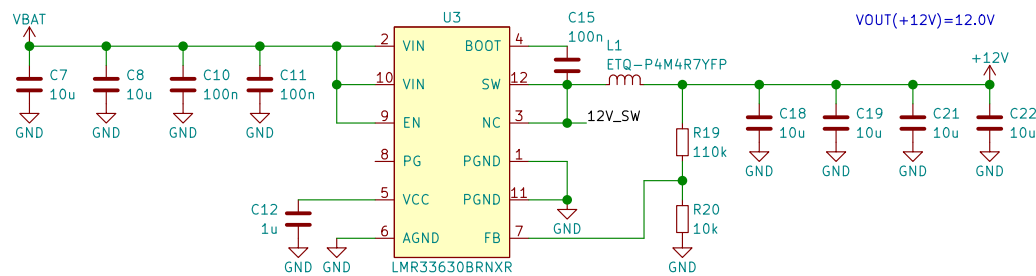 VBAT
U3
C15
100n
VOUT(+12V)=12.0V
L1
ETQ-P4M4R7YFP
+12V
2 VIN BOOT 4
C7
10u
C8
10u
C10
100n
C11
100n
10 VIN SW 12
9 EN NC 3
12V_SW
C18
10u
C19
10u
C21
10u
C22
10u
GND
GND
GND
GND
R19
110k
8 PG PGND 1
GND
GND
GND
GND
5 VCC PGND 11
C12
1u
GND
R20
10k
6 AGND FB 7
GND
GND
GND
LMR33630BRNXR